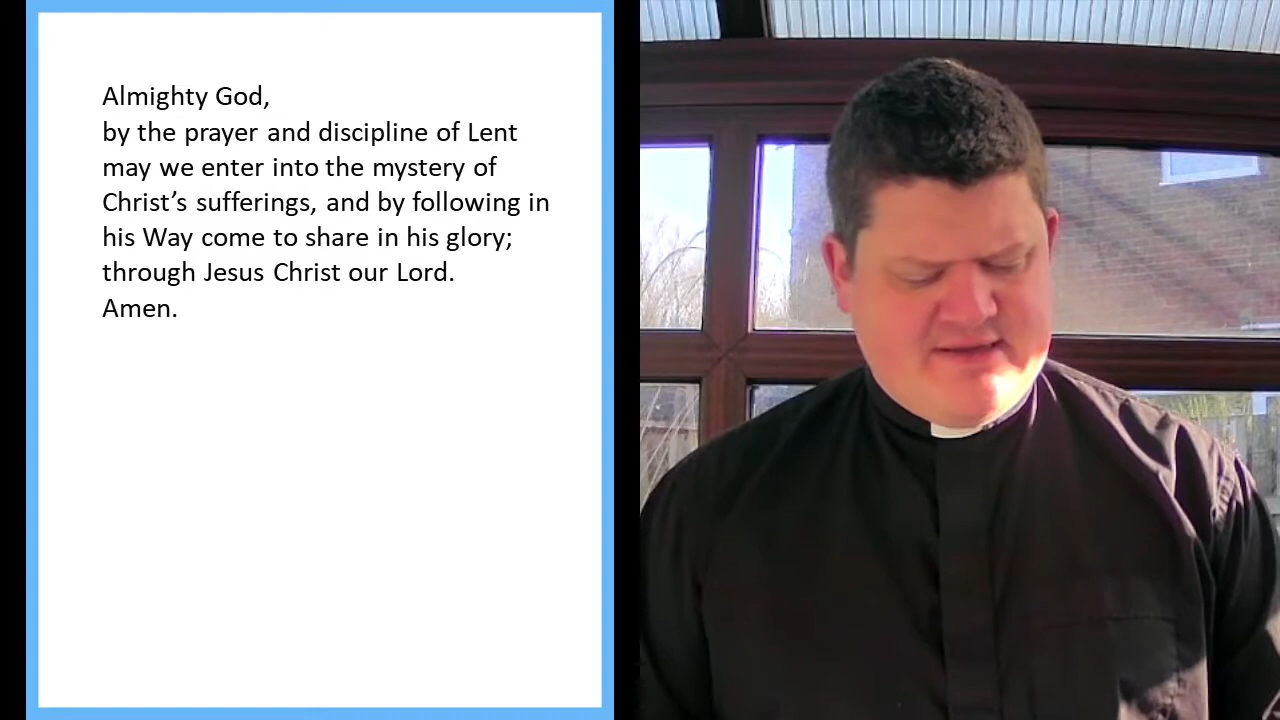 Almighty God,
by the prayer and discipline of Lent
may we enter into the mystery of
Christ’s sufferings, and by following in
his Way come to share in his glory;
through Jesus Christ our Lord.
Amen.